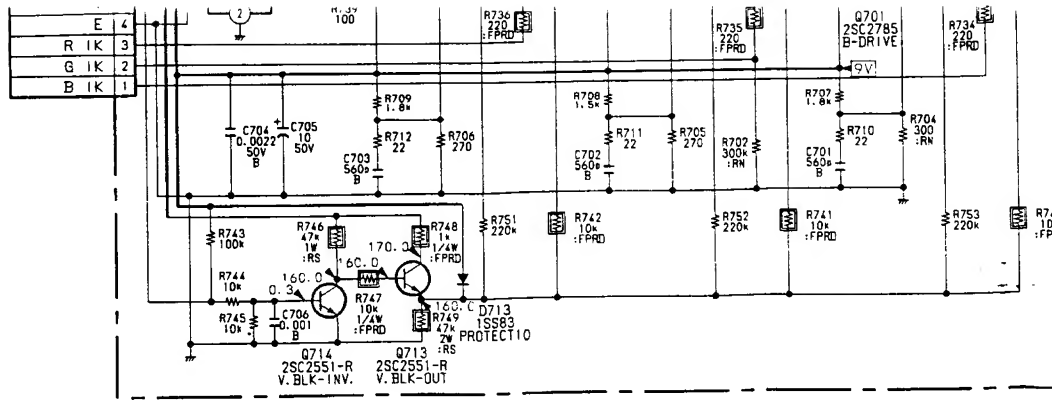 E 4
R IK 3
G IK 2
B IK 1
2
R739
100
R736
220
:FPRD
R735
220
:FPRD
Q701
2SC2785
B-DRIVE
R734
220
:FPRD
9V
R709
1.8k
R708
1.5k
R707
1.8k
C704
0.0022
50V
B
+
C705
10
50V
R712
22
R706
270
C703
560p
B
R711
22
R705
270
C702
560p
B
R702
300k
:RN
R710
22
R704
300
:RN
C701
560p
B
R743
100k
R746
47k
1W
:RS
R748
1k
1/4W
:FPRD
170.0
160.0
R751
220k
R742
10k
:FPRD
R752
220k
R741
10k
:FPRD
R753
220k
R744
10k
160.0
0.3
R745
10k
C706
0.001
B
R747
10k
1/4W
:FPRD
160.0
R749
47k
2W
:RS
D713
1SS83
PROTECTIO
Q714
2SC2551-R
V.BLK-INV.
Q713
2SC2551-R
V.BLK-OUT